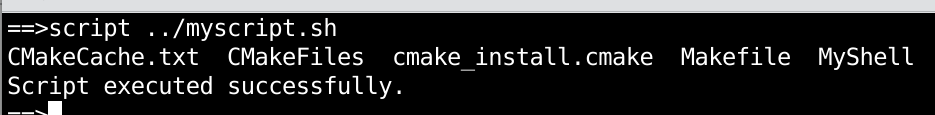 ==>script ../myscript.sh
CMakeCache.txt  CMakeFiles  cmake_install.cmake  Makefile  MyShell
Script executed successfully.
==>